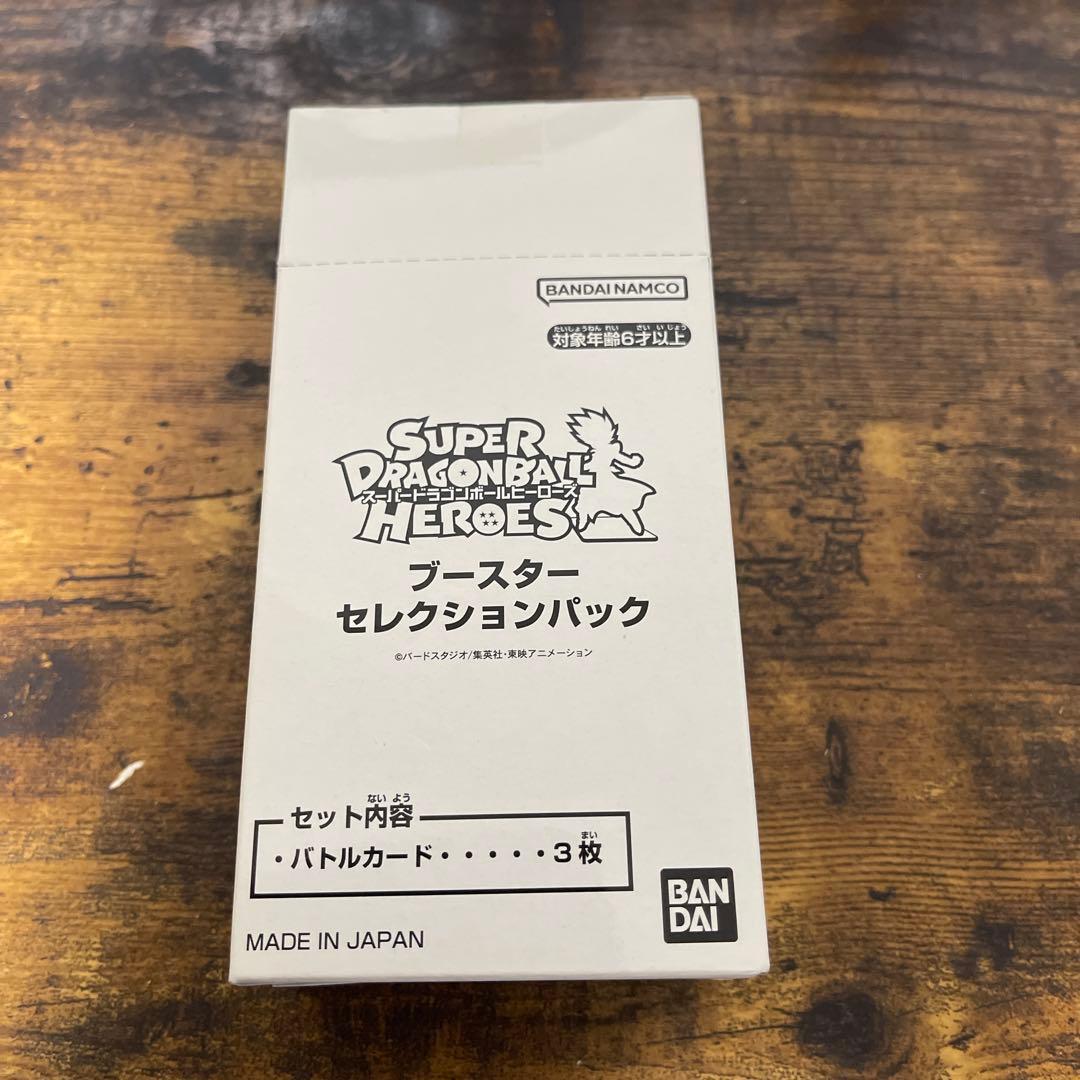 BANDAI NAMCO
たいしょうねんれい さいいじょう
対象年齢6才以上
SUPER
DRAGONBALL
スーパードラゴンボールヒーローズ
HEROES
ブースター
セレクションパック
©バードスタジオ/集英社・東映アニメーション
ないよう
セット内容
まい
・バトルカード・・・・・3枚
BAN
DAI
MADE IN JAPAN